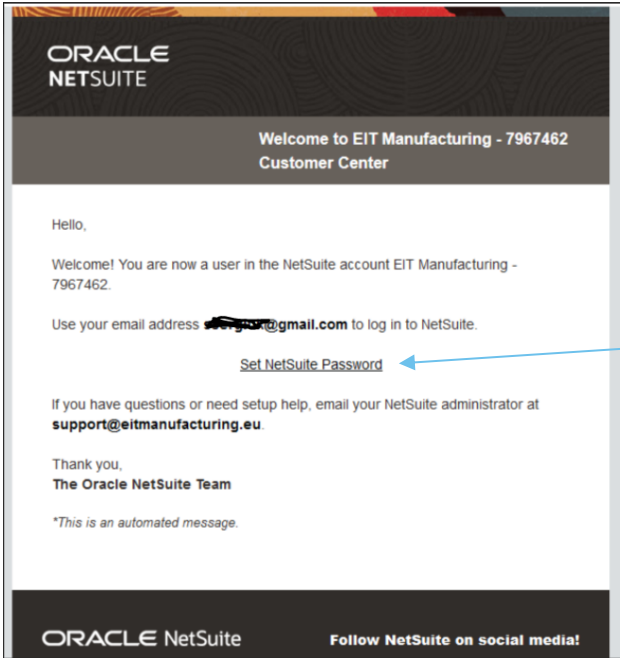 ORACLE
NETSUITE
Welcome to EIT Manufacturing - 7967462
Customer Center
Hello,
Welcome! You are now a user in the NetSuite account EIT Manufacturing -
7967462.
Use your email address @gmail.com to log in to NetSuite.
Set NetSuite Password
If you have questions or need setup help, email your NetSuite administrator at
support@eitmanufacturing.eu.
Thank you,
The Oracle NetSuite Team
*This is an automated message.
ORACLE NetSuite
Follow NetSuite on social media!